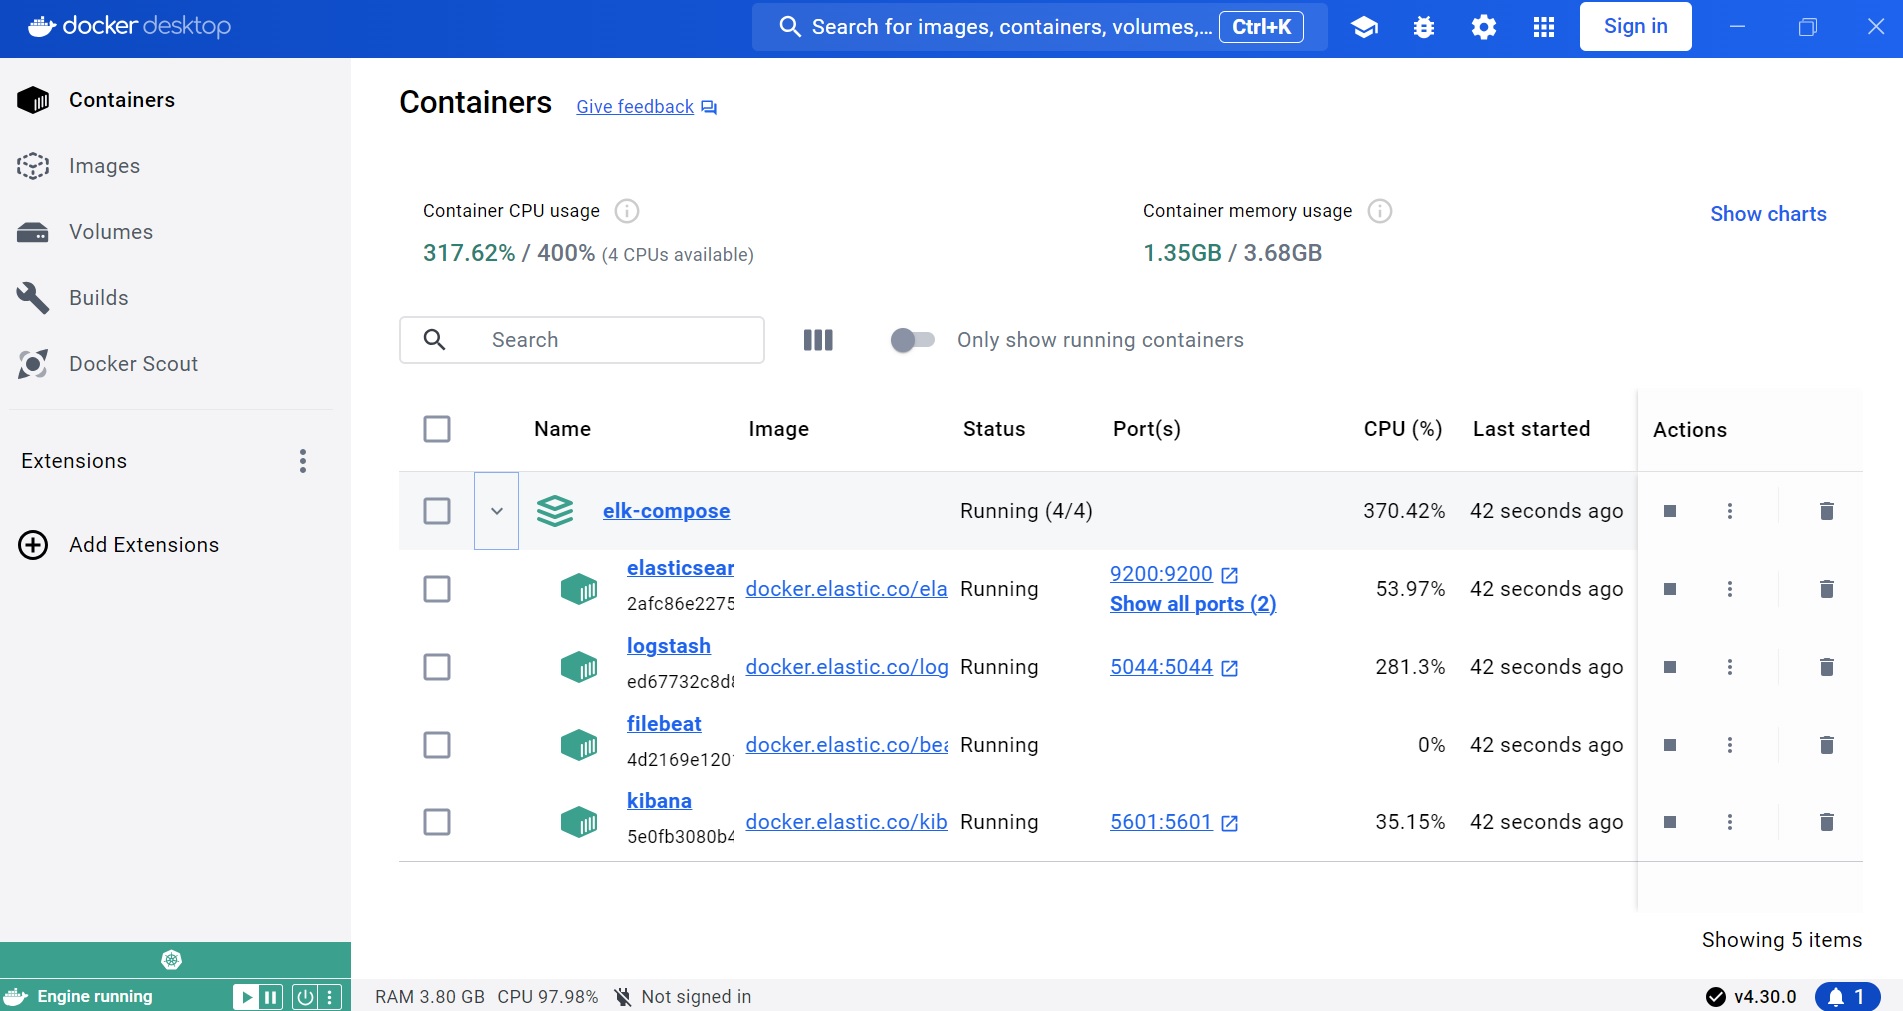 docker desktop
Search for images, containers, volumes,... Ctrl+K
Sign in
Containers
Images
Volumes
Builds
Docker Scout
Extensions
Add Extensions
Containers Give feedback
Container CPU usage
317.62% / 400% (4 CPUs available)
Container memory usage
1.35GB / 3.68GB
Show charts
Search
Only show running containers
Name Image Status Port(s) CPU (%) Last started Actions
elk-compose Running (4/4) 370.42% 42 seconds ago
elasticsear
2afc86e2275
docker.elastic.co/ela Running
9200:9200
Show all ports (2)
53.97% 42 seconds ago
logstash
ed67732c8d8
docker.elastic.co/log Running 5044:5044 281.3% 42 seconds ago
filebeat
4d2169e120
docker.elastic.co/bea Running 0% 42 seconds ago
kibana
5e0fb3080b4
docker.elastic.co/kib Running 5601:5601 35.15% 42 seconds ago
Showing 5 items
Engine running
RAM 3.80 GB CPU 97.98% Not signed in
v4.30.0
1